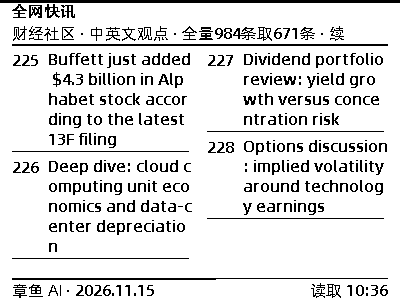 全网快讯
财经社区 · 中英文观点 · 全量984条取671条 · 续
225 Buffett just added
$4.3 billion in Alp
habet stock accor
ding to the latest
13F filing
226 Deep dive: cloud c
omputing unit eco
nomics and data-c
enter depreciatio
n
227 Dividend portfolio
review: yield gro
wth versus conce
ntration risk
228 Options discussion
: implied volatility
around technolog
y earnings
章鱼 AI · 2026.11.15
读取 10:36